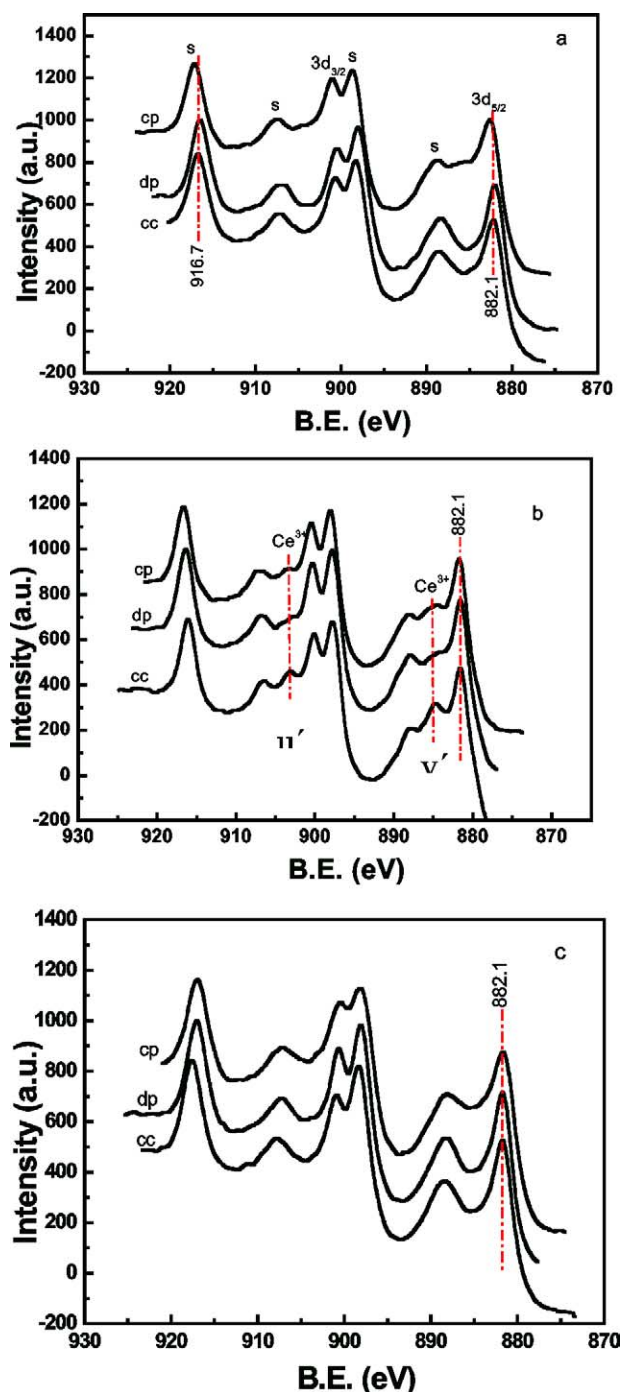 1400
a
s
3d3/2
s
1200
cp
3d5/2
1000
s
s
800
dp
600
cc
400
200
916.7
882.1
0
-200
930
920
910
900
890
880
870
Intensity (a.u.)
B.E. (eV)
1400
b
1200
882.1
cp
Ce3+
1000
Ce3+
800
dp
600
cc
400
200
u′
v′
0
-200
930
920
910
900
890
880
870
Intensity (a.u.)
B.E. (eV)
1400
c
1200
882.1
cp
1000
800
dp
600
cc
400
200
0
-200
930
920
910
900
890
880
870
Intensity (a.u.)
B.E. (eV)